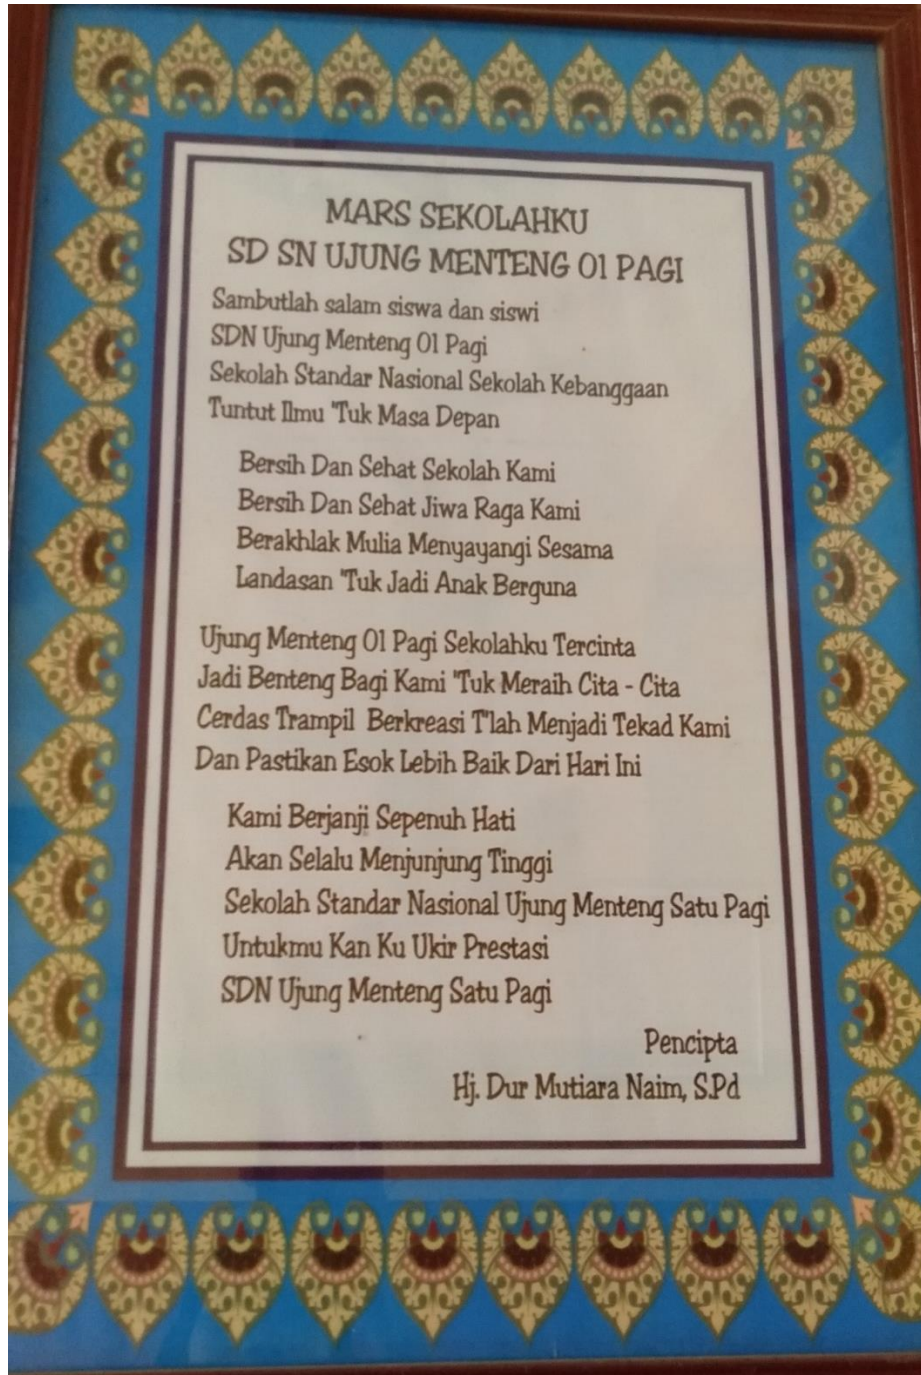 MARS SEKOLAHKU
SD SN UJUNG MENTENG 01 PAGI
Sambutlah salam siswa dan siswi
SDN Ujung Menteng 01 Pagi
Sekolah Standar Nasional Sekolah Kebanggaan
Tuntut Ilmu 'Tuk Masa Depan
Bersih Dan Sehat Sekolah Kami
Bersih Dan Sehat Jiwa Raga Kami
Berakhlak Mulia Menyayangi Sesama
Landasan 'Tuk Jadi Anak Berguna
Ujung Menteng 01 Pagi Sekolahku Tercinta
Jadi Benteng Bagi Kami 'Tuk Meraih Cita - Cita
Cerdas Trampil Berkreasi T'lah Menjadi Tekad Kami
Dan Pastikan Esok Lebih Baik Dari Hari Ini
Kami Berjanji Sepenuh Hati
Akan Selalu Menjunjung Tinggi
Sekolah Standar Nasional Ujung Menteng Satu Pagi
Untukmu Kan Ku Ukir Prestasi
SDN Ujung Menteng Satu Pagi
Pencipta
Hj. Dur Mutiara Naim, S.Pd